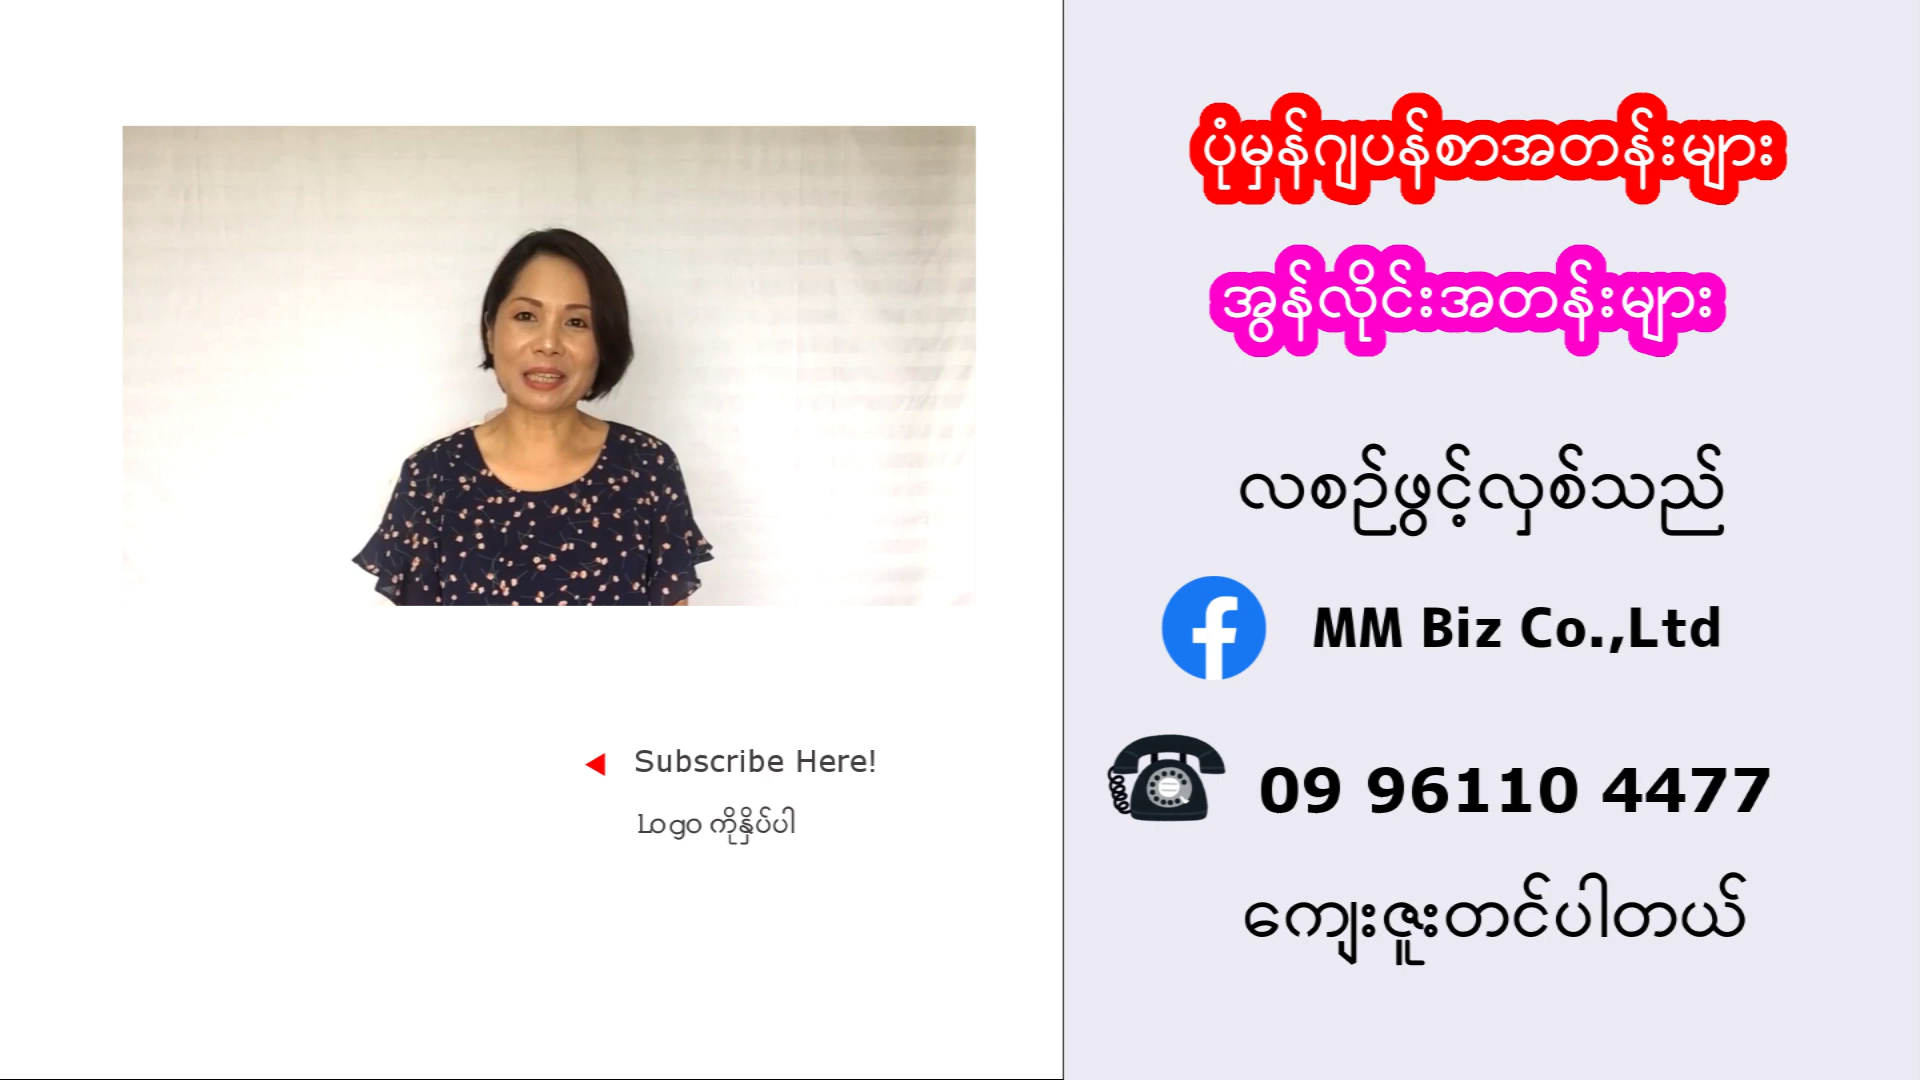 Subscribe Here!
Logo ကိုနှိပ်ပါ
ပုံမှန်ဂျပန်စာအတန်းများ
အွန်လိုင်းအတန်းများ
လစဉ်ဖွင့်လှစ်သည်
MM Biz Co.,Ltd
09 96110 4477
ကျေးဇူးတင်ပါတယ်